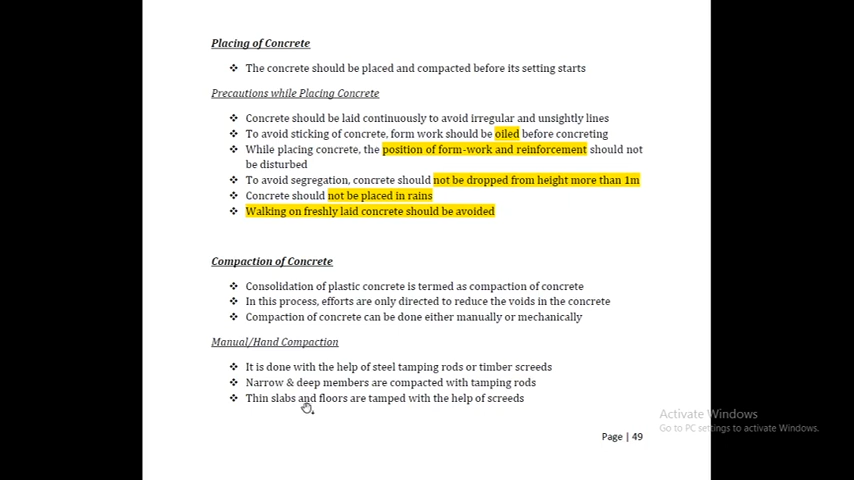 Placing of Concrete
❖ The concrete should be placed and compacted before its setting starts
Precautions while Placing Concrete
❖ Concrete should be laid continuously to avoid irregular and unsightly lines
❖ To avoid sticking of concrete, form work should be oiled before concreting
❖ While placing concrete, the position of form-work and reinforcement should not
be disturbed
❖ To avoid segregation, concrete should not be dropped from height more than 1m
❖ Concrete should not be placed in rains
❖ Walking on freshly laid concrete should be avoided
Compaction of Concrete
❖ Consolidation of plastic concrete is termed as compaction of concrete
❖ In this process, efforts are only directed to reduce the voids in the concrete
❖ Compaction of concrete can be done either manually or mechanically
Manual/Hand Compaction
❖ It is done with the help of steel tamping rods or timber screeds
❖ Narrow & deep members are compacted with tamping rods
❖ Thin slabs and floors are tamped with the help of screeds
Activate Windows
Go to PC settings to activate Windows.
Page | 49